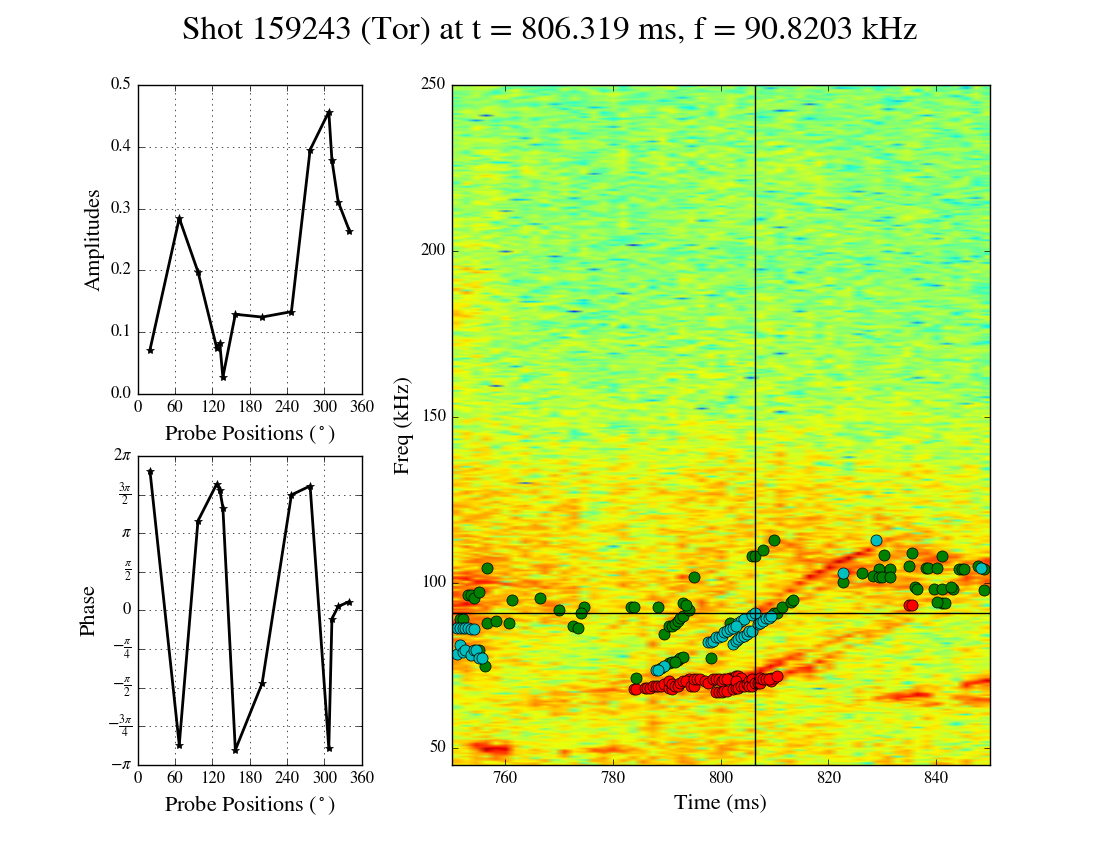 Shot 159243 (Tor) at t = 806.319 ms, f = 90.8203 kHz
0.5
0.4
0.3
0.2
0.1
0.0
Amplitudes
0 60 120 180 240 300 360
Probe Positions (°)
2π
3π/2
π
π/2
0
−π/4
−π/2
−3π/4
−π
Phase
0 60 120 180 240 300 360
Probe Positions (°)
250
200
150
100
50
Freq (kHz)
760 780 800 820 840
Time (ms)